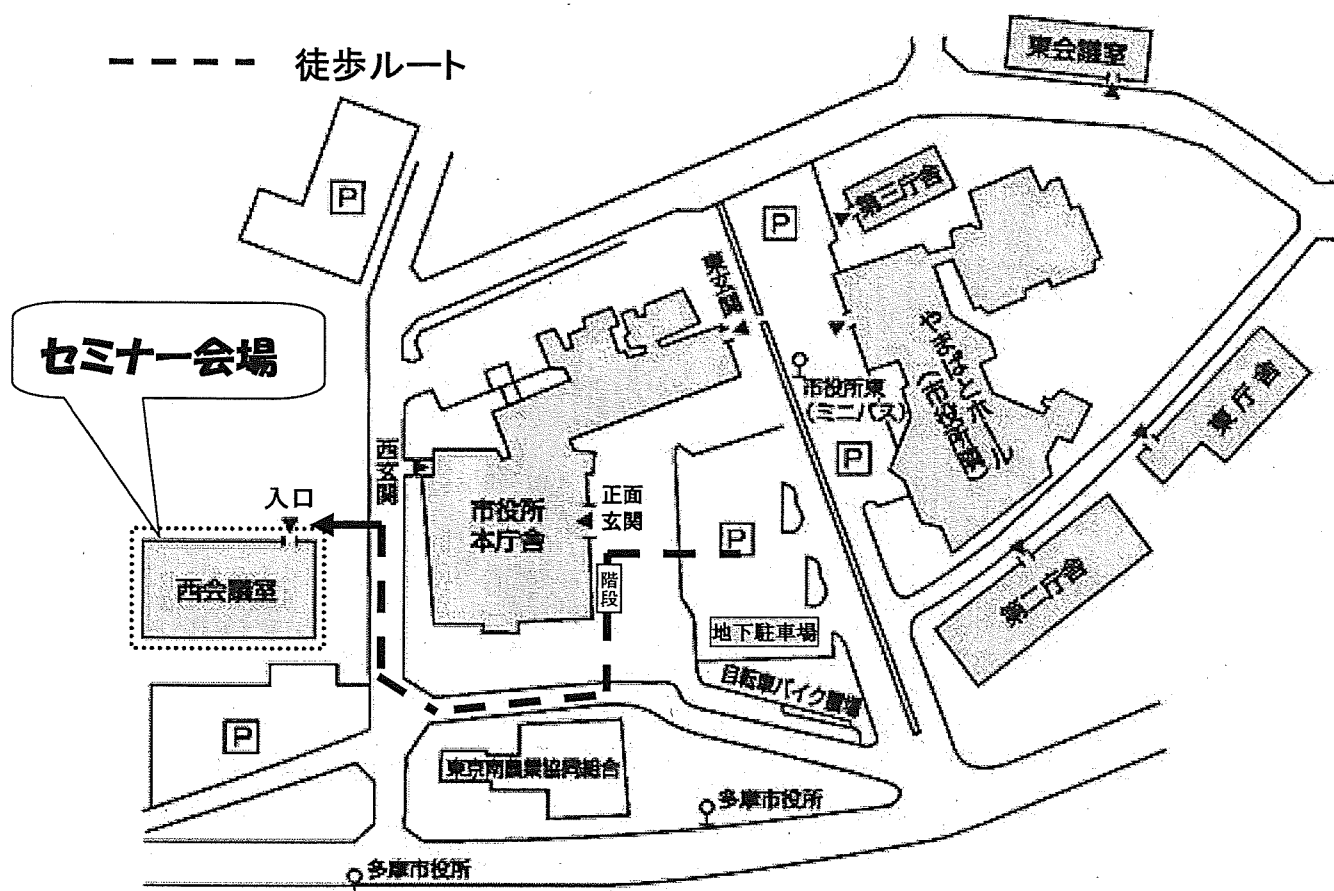 徒歩ルート
東会議室
P
第三庁舎
P
東玄関
やまばとホール
(市役所東)
セミナー会場
市役所東
(ミニバス)
東庁舎
P
西玄関
入口
市役所
本庁舎
正面
玄関
P
西会議室
階段
第二庁舎
地下駐車場
自転車バイク置場
P
東京南農業協同組合
多摩市役所
多摩市役所